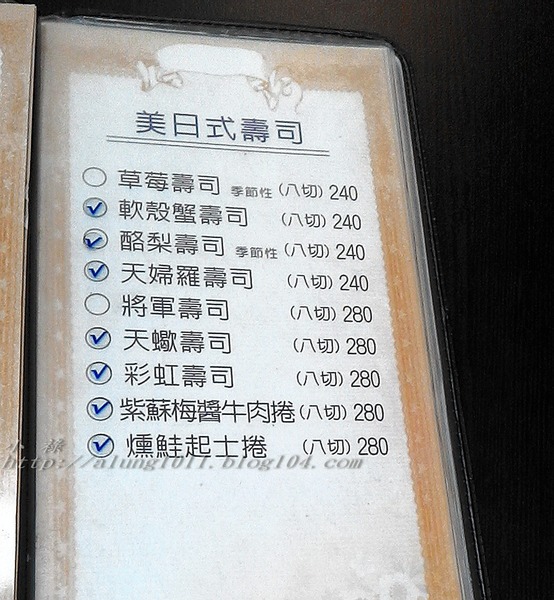 美日式壽司
草莓壽司 季節性 (八切) 240
軟殼蟹壽司 (八切) 240
酪梨壽司 季節性 (八切) 240
天婦羅壽司 (八切) 240
將軍壽司 (八切) 280
天蠍壽司 (八切) 280
彩虹壽司 (八切) 280
紫蘇梅醬牛肉捲 (八切) 280
燻鮭起士捲 (八切) 280
http://alung1011.blog104.com